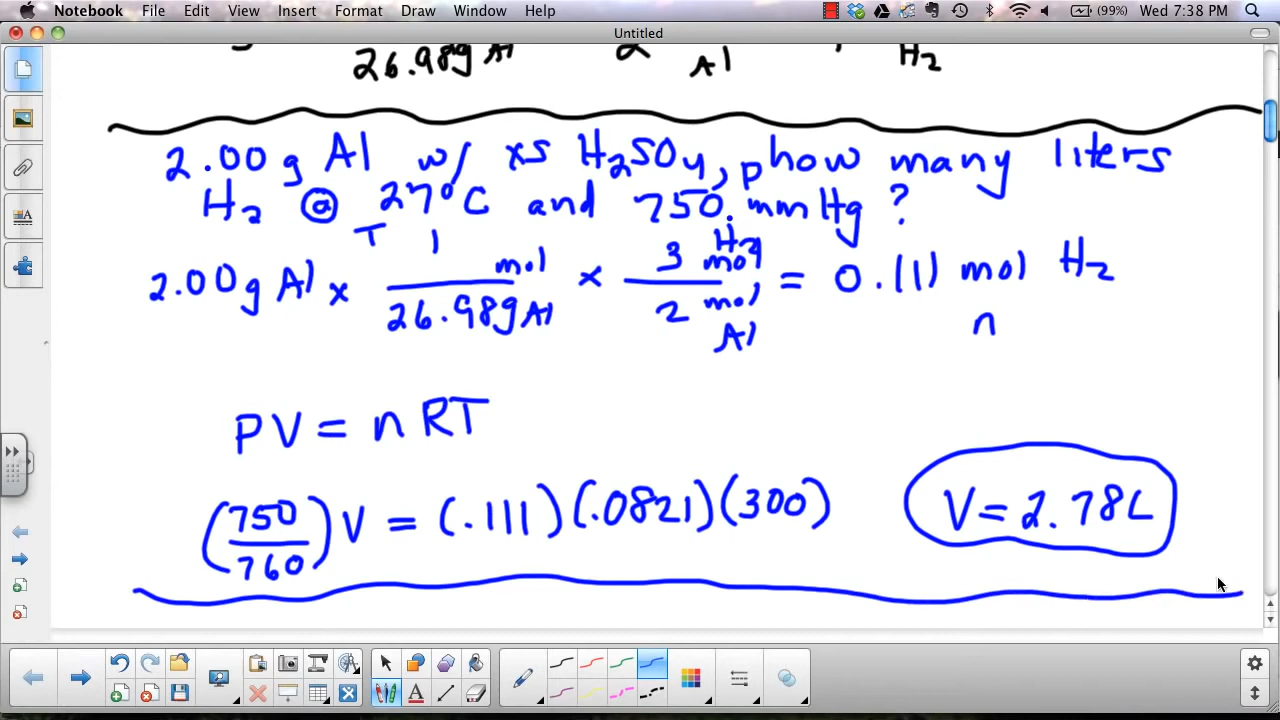 Notebook File Edit View Insert Format Draw Window Help (99%) Wed 7:38 PM
Untitled
26.98g Al 2 Al H₂
2.00 g Al w/ xs H₂SO₄, how many liters
P
H₂ @ 27°C and 750. mmHg ?
T
2.00g Al x 1 mol / 26.98g Al x 3 mol H₂ / 2 mol Al = 0.111 mol H₂
n
PV = nRT
(750/760) V = (.111)(.0821)(300) V = 2.78L
A